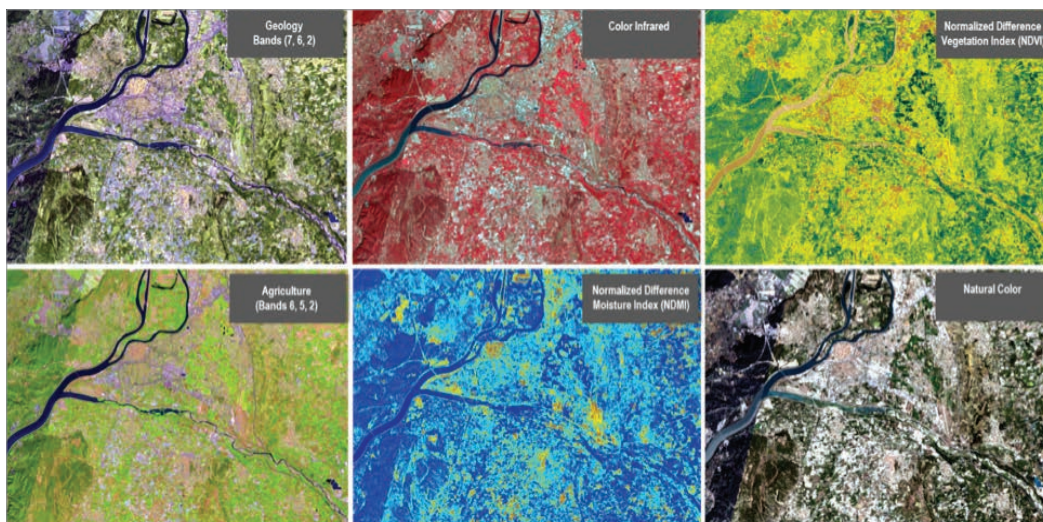 Geology
Bands (7, 6, 2)
Color Infrared
Normalized Difference
Vegetation Index (NDVI)
Agriculture
(Bands 6, 5, 2)
Normalized Difference
Moisture Index (NDMI)
Natural Color